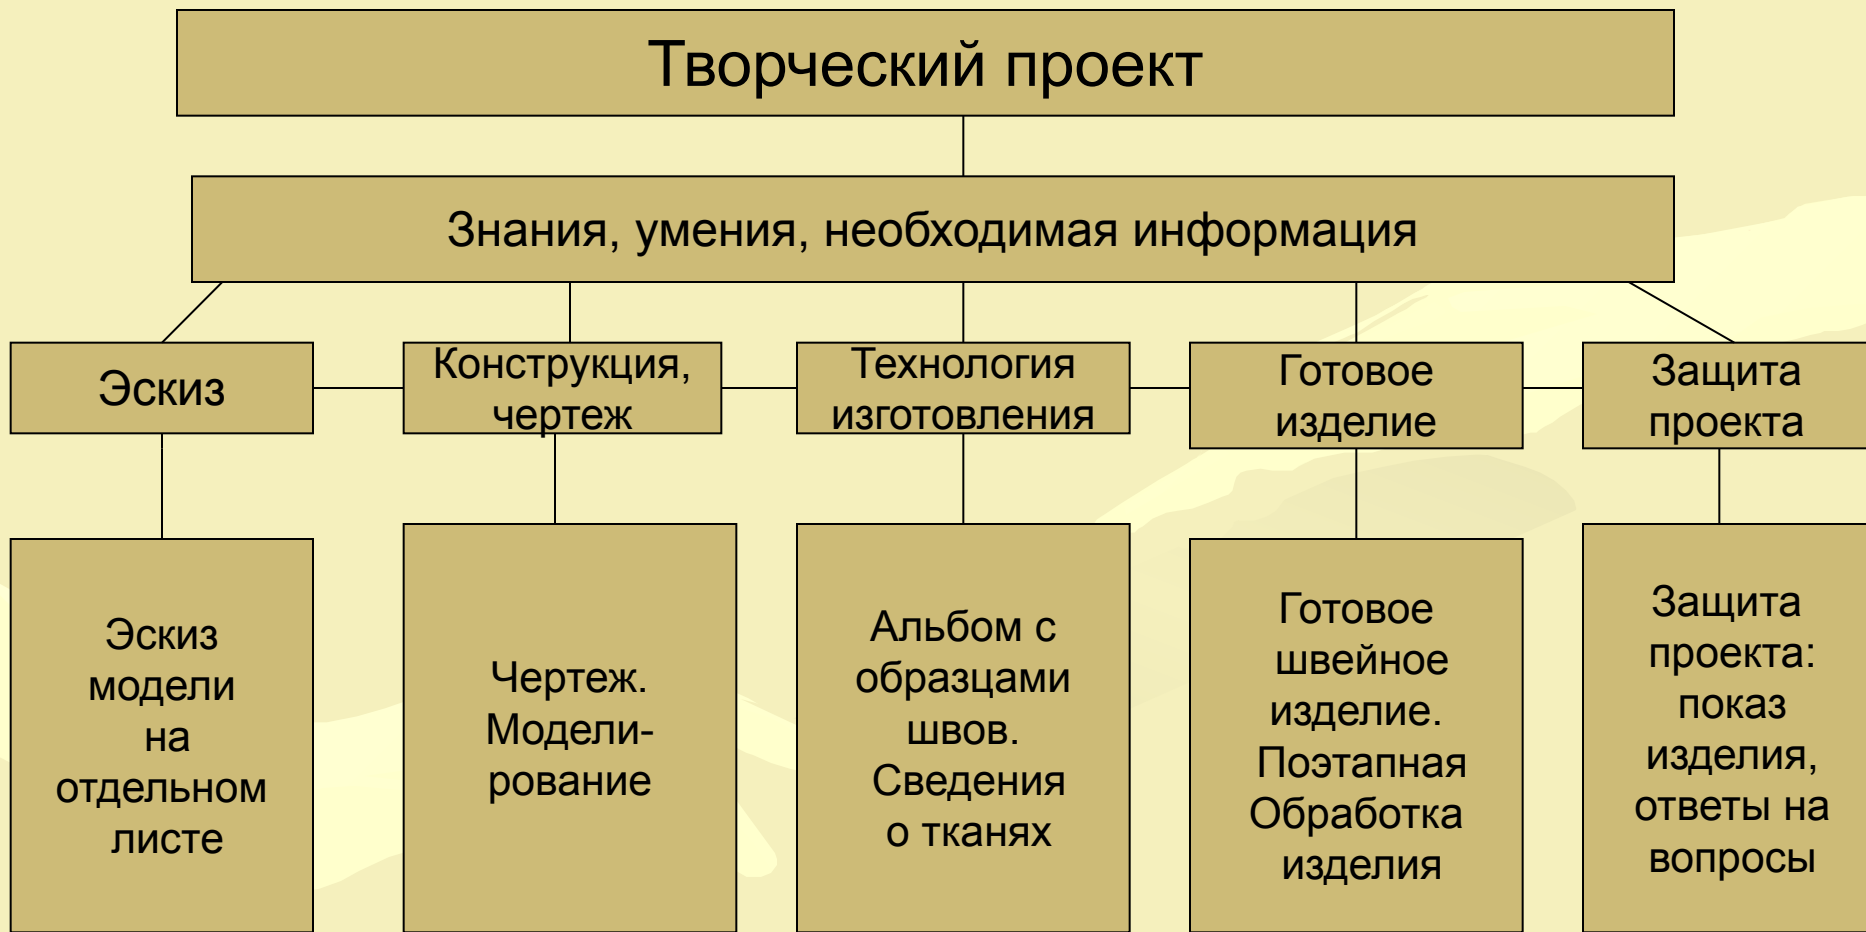 Творческий проект
Знания, умения, необходимая информация
Эскиз
Конструкция,
чертеж
Технология
изготовления
Готовое
изделие
Защита
проекта
Эскиз
модели
на
отдельном
листе
Чертеж.
Модели-
рование
Альбом с
образцами
швов.
Сведения
о тканях
Готовое
швейное
изделие.
Поэтапная
Обработка
изделия
Защита
проекта:
показ
изделия,
ответы на
вопросы